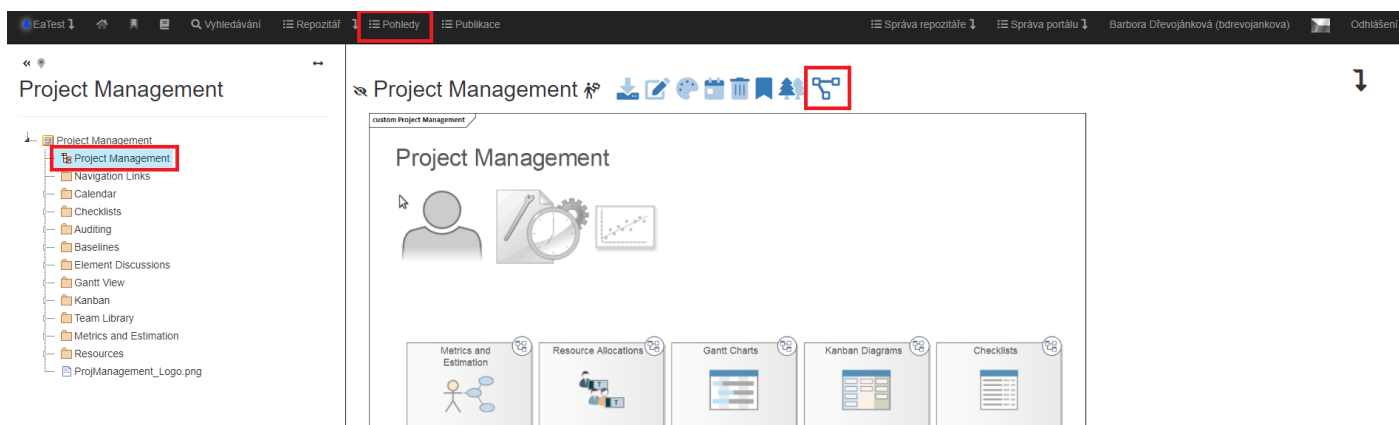 EaTest Vyhledávání Repozitář Pohledy Publikace Správa repozitáře Správa portálu Barbora Dřevojánková (bdrevojankova) Odhlášení
Project Management
Project Management
Project Management
Navigation Links
Calendar
Checklists
Auditing
Baselines
Element Discussions
Gantt View
Kanban
Team Library
Metrics and Estimation
Resources
ProjManagement_Logo.png
Project Management
custom Project Management
Project Management
Metrics and
Estimation
Resource Allocations
Gantt Charts
Kanban Diagrams
Checklists